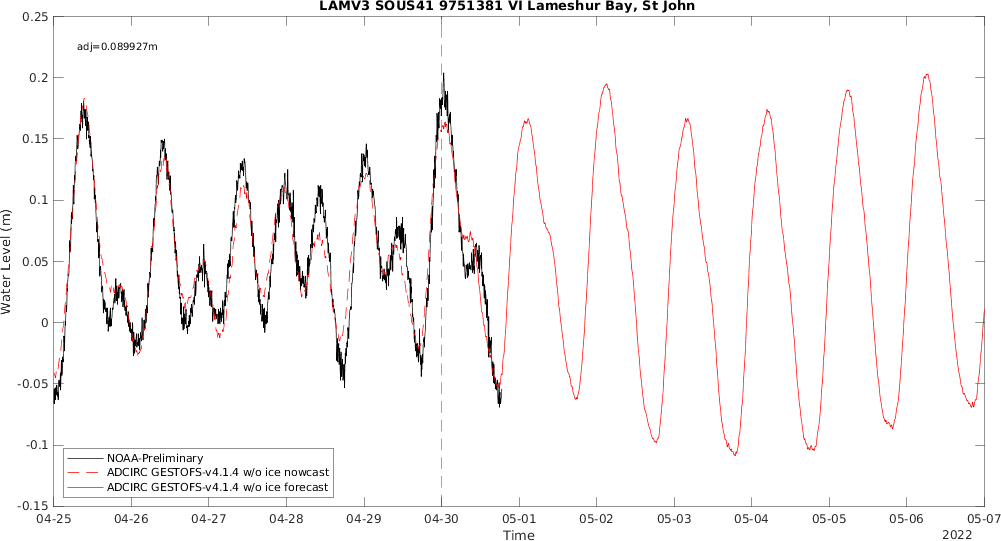 LAMV3 SOUS41 9751381 VI Lameshur Bay, St John
adj=0.089927m
0.25
0.2
0.15
0.1
0.05
0
-0.05
-0.1
-0.15
Water Level (m)
NOAA-Preliminary
ADCIRC GESTOFS-v4.1.4 w/o ice nowcast
ADCIRC GESTOFS-v4.1.4 w/o ice forecast
04-25 04-26 04-27 04-28 04-29 04-30 05-01 05-02 05-03 05-04 05-05 05-06 05-07
Time
2022